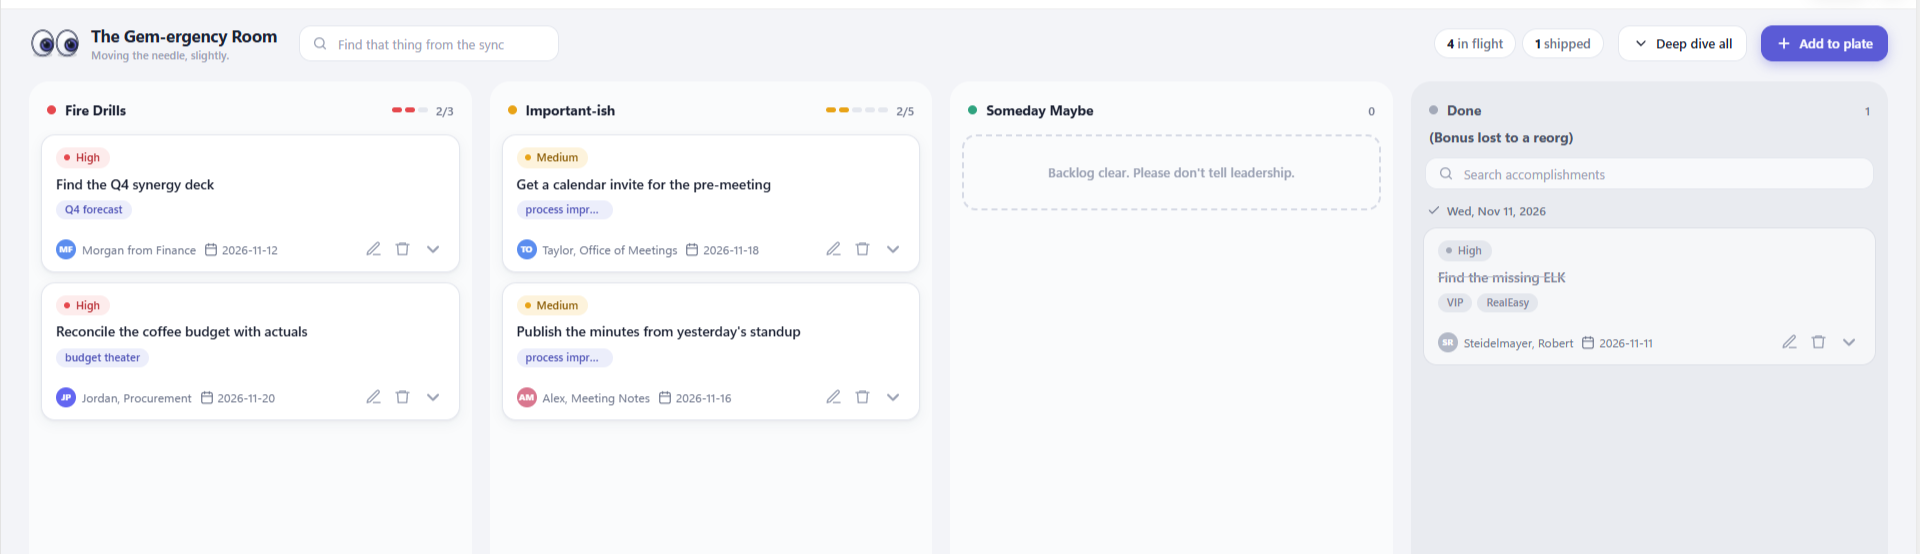 The Gem-ergency Room
Moving the needle, slightly.
Find that thing from the sync
4 in flight
1 shipped
Deep dive all
Add to plate
Fire Drills
2/3
High
Find the Q4 synergy deck
Q4 forecast
MF
Morgan from Finance
2026-11-12
High
Reconcile the coffee budget with actuals
budget theater
JP
Jordan, Procurement
2026-11-20
Important-ish
2/5
Medium
Get a calendar invite for the pre-meeting
process impr...
TO
Taylor, Office of Meetings
2026-11-18
Medium
Publish the minutes from yesterday's standup
process impr...
AM
Alex, Meeting Notes
2026-11-16
Someday Maybe
0
Backlog clear. Please don't tell leadership.
Done
1
(Bonus lost to a reorg)
Search accomplishments
Wed, Nov 11, 2026
High
Find the missing ELK
VIP
RealEasy
SR
Steidelmayer, Robert
2026-11-11